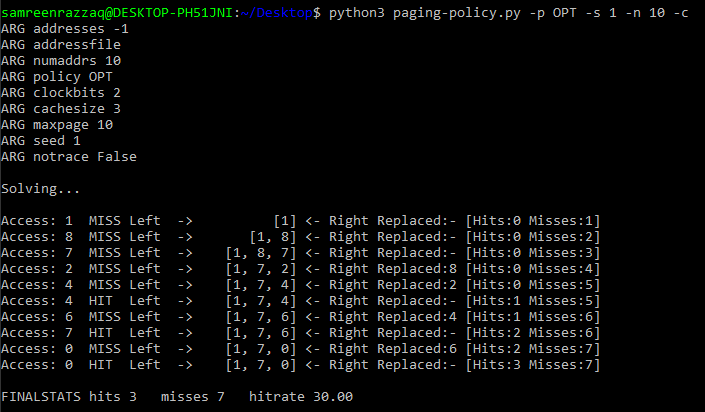 samreenrazzaq@DESKTOP-PH51JNI:~/Desktop$ python3 paging-policy.py -p OPT -s 1 -n 10 -c
ARG addresses -1
ARG addressfile
ARG numaddrs 10
ARG policy OPT
ARG clockbits 2
ARG cachesize 3
ARG maxpage 10
ARG seed 1
ARG notrace False

Solving...

Access: 1  MISS Left  ->          [1] <- Right Replaced:- [Hits:0 Misses:1]
Access: 8  MISS Left  ->       [1, 8] <- Right Replaced:- [Hits:0 Misses:2]
Access: 7  MISS Left  ->    [1, 8, 7] <- Right Replaced:- [Hits:0 Misses:3]
Access: 2  MISS Left  ->    [1, 7, 2] <- Right Replaced:8 [Hits:0 Misses:4]
Access: 4  MISS Left  ->    [1, 7, 4] <- Right Replaced:2 [Hits:0 Misses:5]
Access: 4  HIT  Left  ->    [1, 7, 4] <- Right Replaced:- [Hits:1 Misses:5]
Access: 6  MISS Left  ->    [1, 7, 6] <- Right Replaced:4 [Hits:1 Misses:6]
Access: 7  HIT  Left  ->    [1, 7, 6] <- Right Replaced:- [Hits:2 Misses:6]
Access: 0  MISS Left  ->    [1, 7, 0] <- Right Replaced:6 [Hits:2 Misses:7]
Access: 0  HIT  Left  ->    [1, 7, 0] <- Right Replaced:- [Hits:3 Misses:7]

FINALSTATS hits 3   misses 7   hitrate 30.00